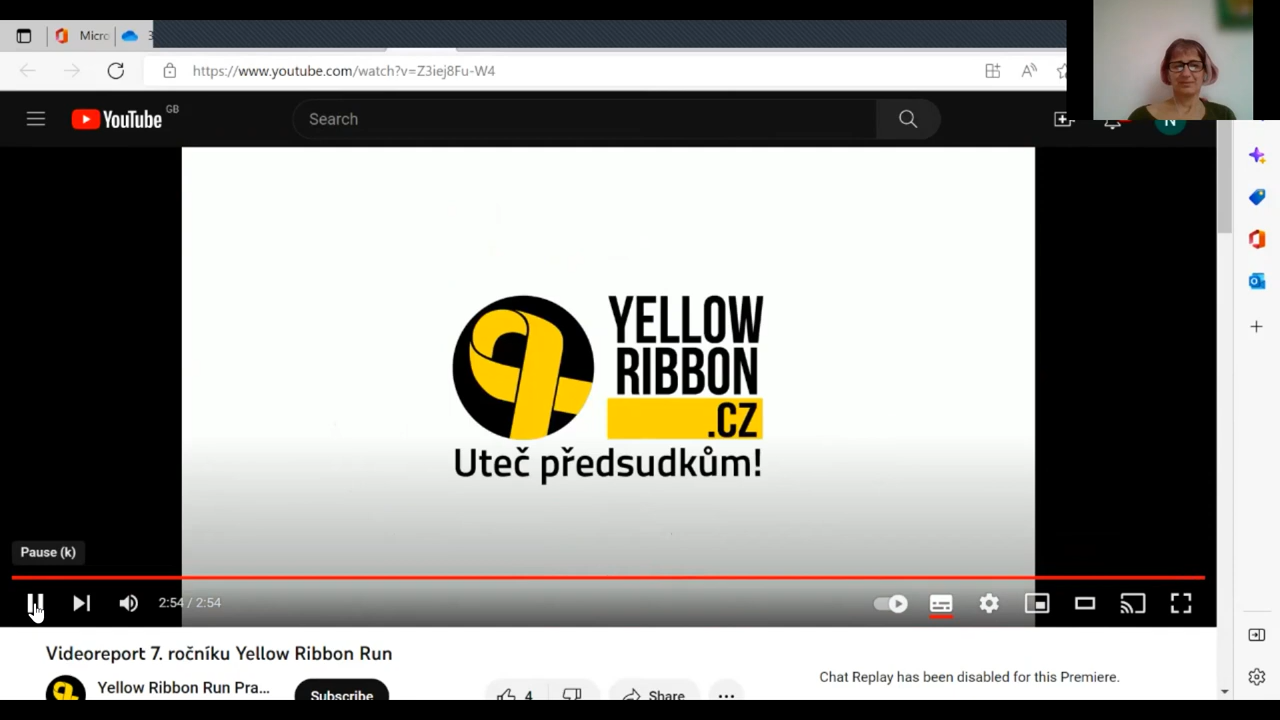 Micro
3
https://www.youtube.com/watch?v=Z3iej8Fu-W4
YouTube GB
Search
N
YELLOW
RIBBON
.CZ
Uteč předsudkům!
Pause (k)
2:54 / 2:54
Videoreport 7. ročníku Yellow Ribbon Run
Chat Replay has been disabled for this Premiere.
Yellow Ribbon Run Pra...
Subscribe
4
Share